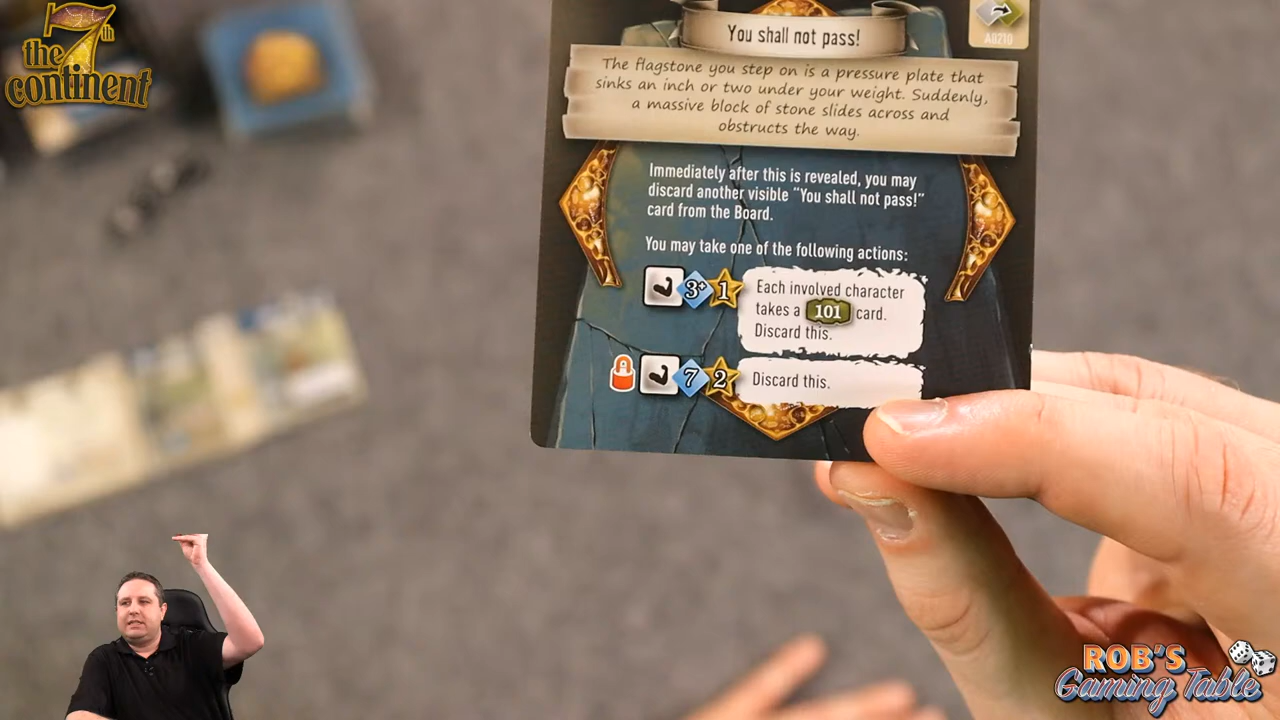 the
7th
continent
A0710
You shall not pass!
The flagstone you step on is a pressure plate that
sinks an inch or two under your weight. Suddenly,
a massive block of stone slides across and
obstructs the way.
Immediately after this is revealed, you may
discard another visible "You shall not pass!"
card from the Board.
You may take one of the following actions:
3+ 1 Each involved character
takes a 101 card.
Discard this.
7 2 Discard this.
ROB'S
Gaming Table